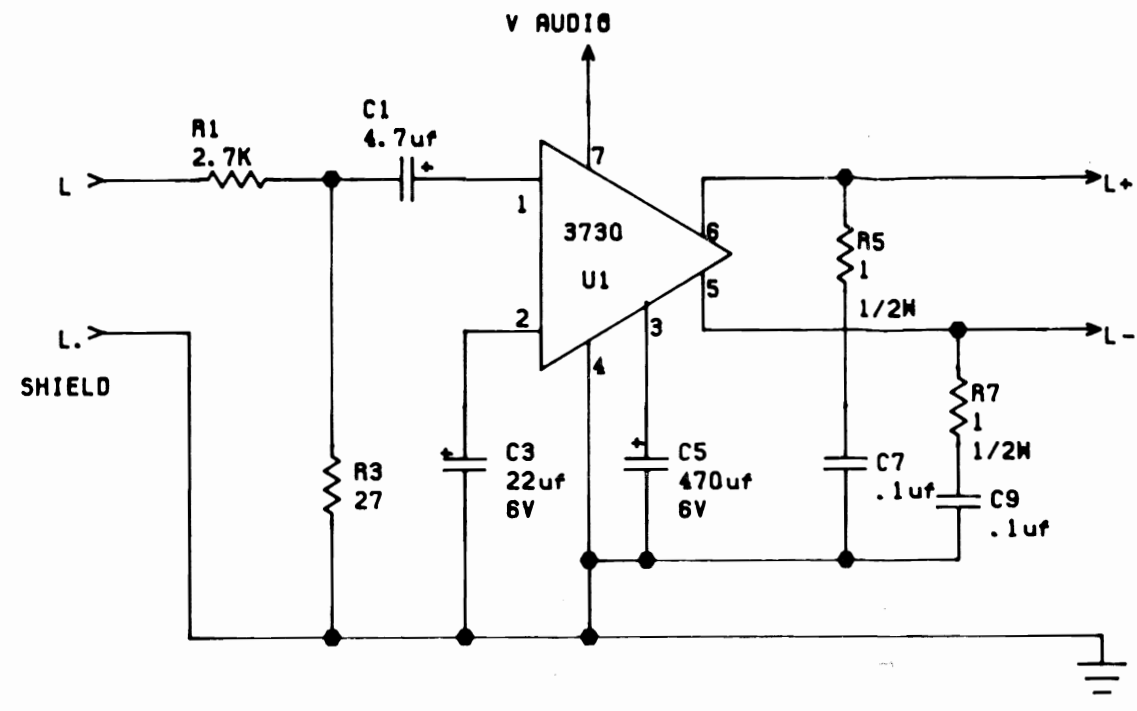 V AUDIO
C1
4.7uf
R1
2.7K
L
+
1
7
3730
U1
6
5
L+
R5
1
1/2W
2
3
4
L.
SHIELD
L-
R7
1
1/2W
+
C3
22uf
6V
+
C5
470uf
6V
R3
27
C7
.1uf
C9
.1uf